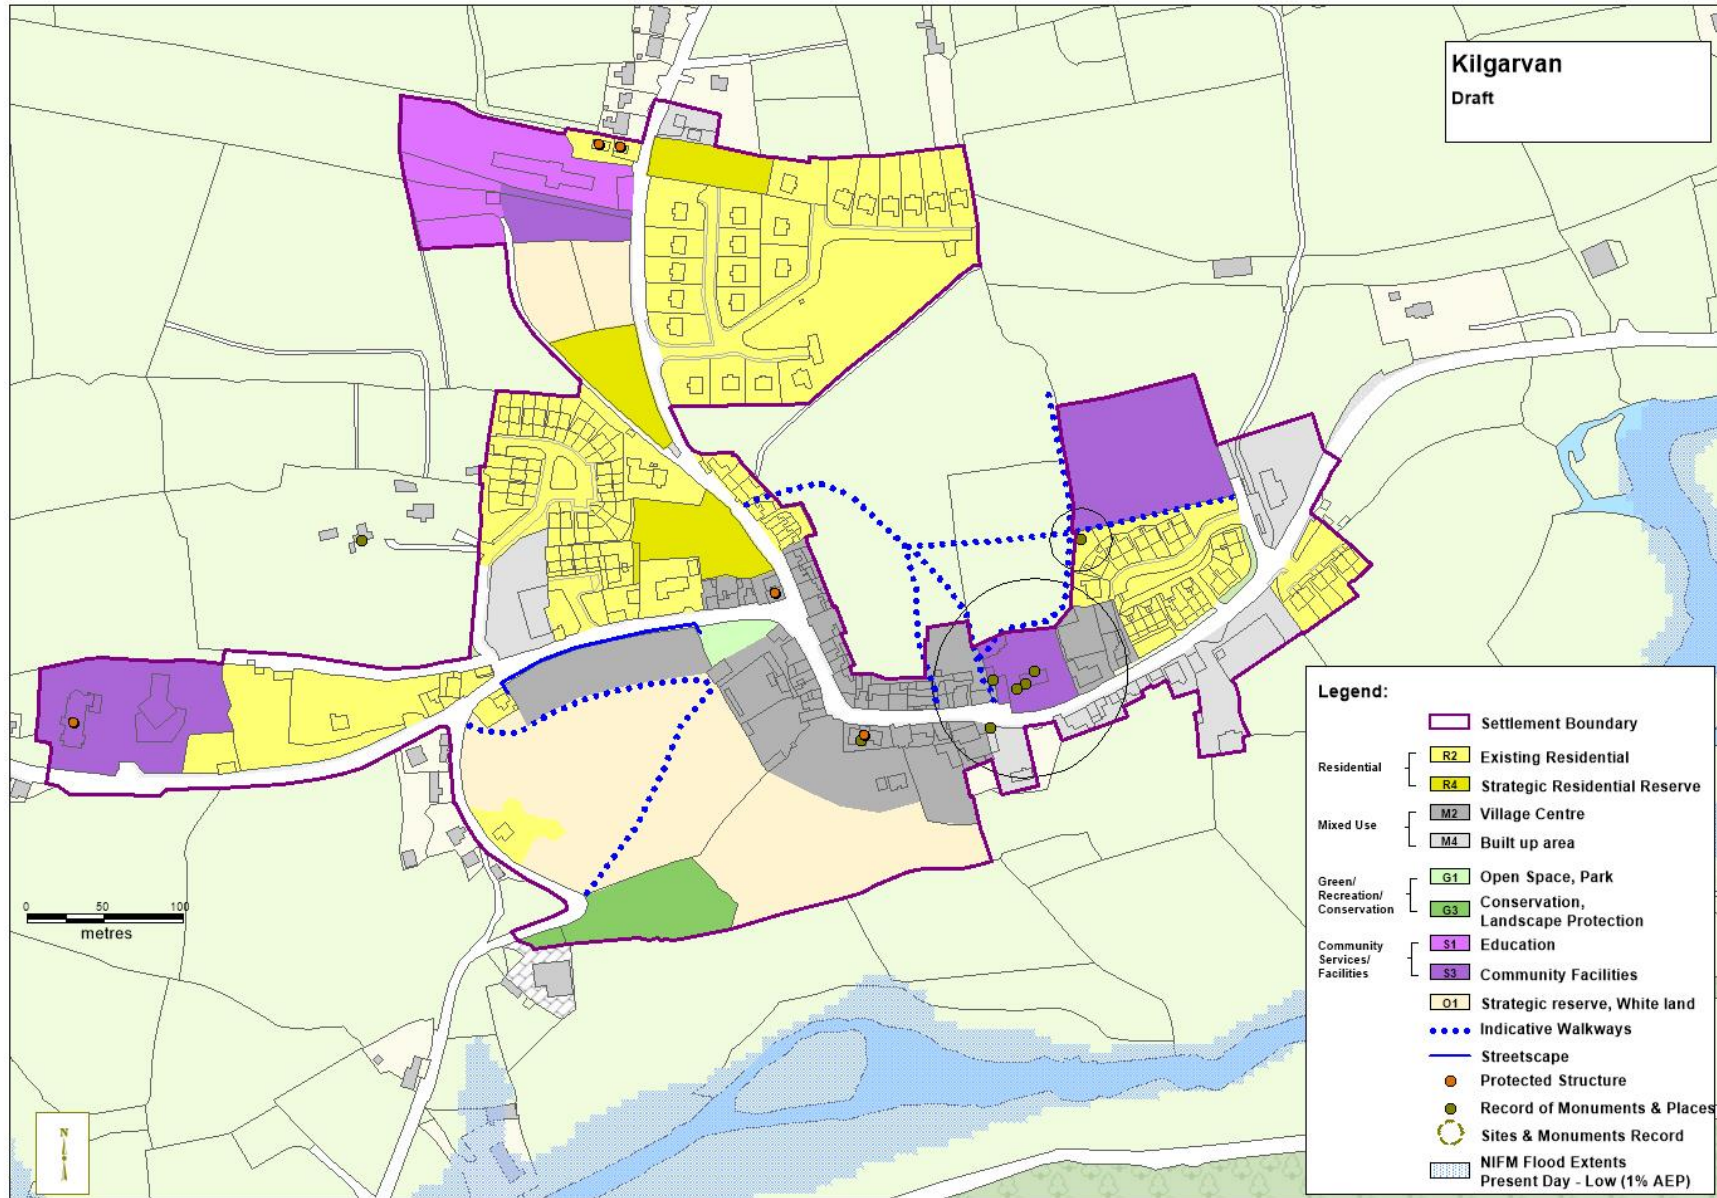 Kilgarvan
Draft
Legend:
Settlement Boundary
Residential
R2 Existing Residential
R4 Strategic Residential Reserve
Mixed Use
M2 Village Centre
M4 Built up area
Green/
Recreation/
Conservation
G1 Open Space, Park
G3 Conservation,
Landscape Protection
Community
Services/
Facilities
S1 Education
S3 Community Facilities
O1 Strategic reserve, White land
Indicative Walkways
Streetscape
Protected Structure
Record of Monuments & Places
Sites & Monuments Record
NIFM Flood Extents
Present Day - Low (1% AEP)
0 50 100
metres
N